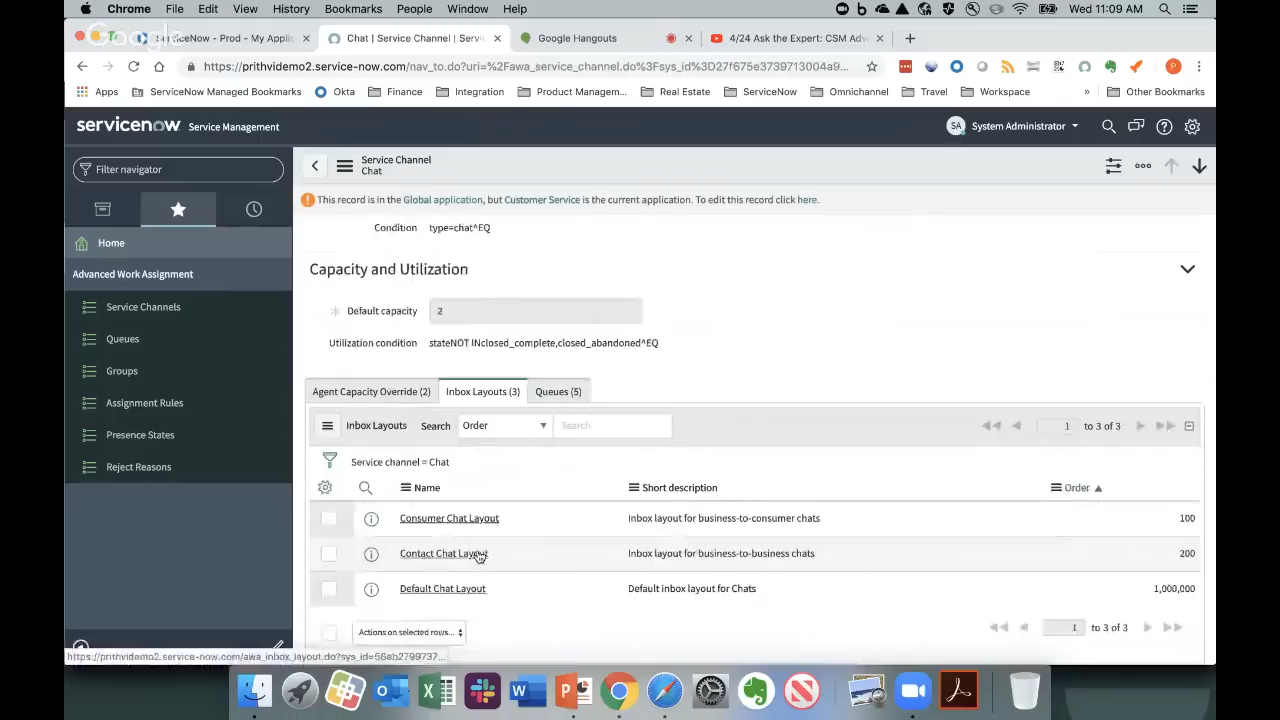 Chrome File Edit View History Bookmarks People Window Help Wed 11:09 AM
Google
ServiceNow - Prod - My Applic Chat | Service Channel | Servic Google Hangouts 4/24 Ask the Expert: CSM Adv
https://prithvidemo2.service-now.com/nav_to.do?uri=%2Fawa_service_channel.do%3Fsys_id%3D27f675e3739713004a9... P
Apps ServiceNow Managed Bookmarks Okta Finance Integration Product Managem... Real Estate ServiceNow Omnichannel Travel Workspace » Other Bookmarks
servicenow Service Management SA System Administrator
Filter navigator
Home
Advanced Work Assignment
Service Channels
Queues
Groups
Assignment Rules
Presence States
Reject Reasons
Service Channel
Chat
This record is in the Global application, but Customer Service is the current application. To edit this record click here.
Condition type=chat^EQ
Capacity and Utilization
Default capacity 2
Utilization condition stateNOT INclosed_complete,closed_abandoned^EQ
Agent Capacity Override (2) Inbox Layouts (3) Queues (5)
Inbox Layouts Search Order Search 1 to 3 of 3
Service channel = Chat
Name Short description Order
Consumer Chat Layout Inbox layout for business-to-consumer chats 100
Contact Chat Layout Inbox layout for business-to-business chats 200
Default Chat Layout Default inbox layout for Chats 1,000,000
Actions on selected rows... 1 to 3 of 3
https://prithvidemo2.service-now.com/awa_inbox_layout.do?sys_id=56eb2799737...